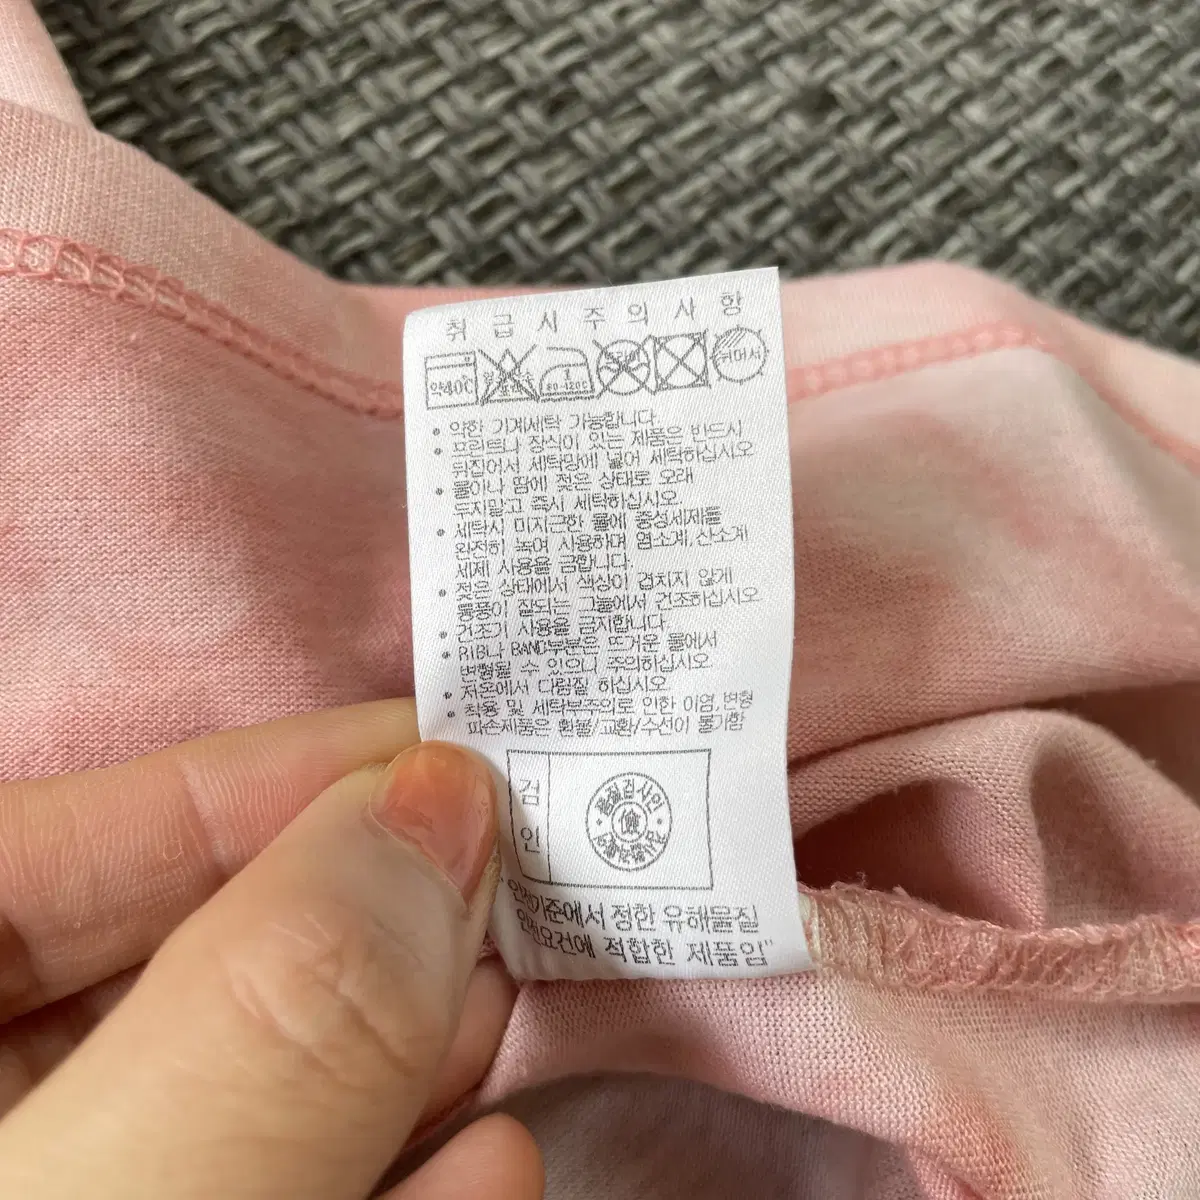 취급시주의사항
약40℃
1
80~120℃
드라이
뉘어서
• 약한 기계세탁 가능합니다.
• 프린트나 장식이 있는 제품은 반드시
뒤집어서 세탁망에 넣어 세탁하십시오
• 물이나 땀에 젖은 상태로 오래
두지말고 즉시 세탁하십시오.
• 세탁시 미지근한 물에 중성세제를
완전히 녹여 사용하며 염소계, 산소계
세제 사용을 금합니다.
• 젖은 상태에서 색상이 겹치지 않게
통풍이 잘되는 그늘에서 건조하십시오
• 건조기 사용을 금지합니다.
• RIB나 BAND부분은 뜨거운 물에서
변형될 수 있으니 주의하십시오
• 저온에서 다림질 하십시오
• 착용 및 세탁부주의로 인한 이염, 변형
파손제품은 환불/교환/수선이 불가함
검인
품질검사인
"안전기준에서 정한 유해물질
안전요건에 적합한 제품임"